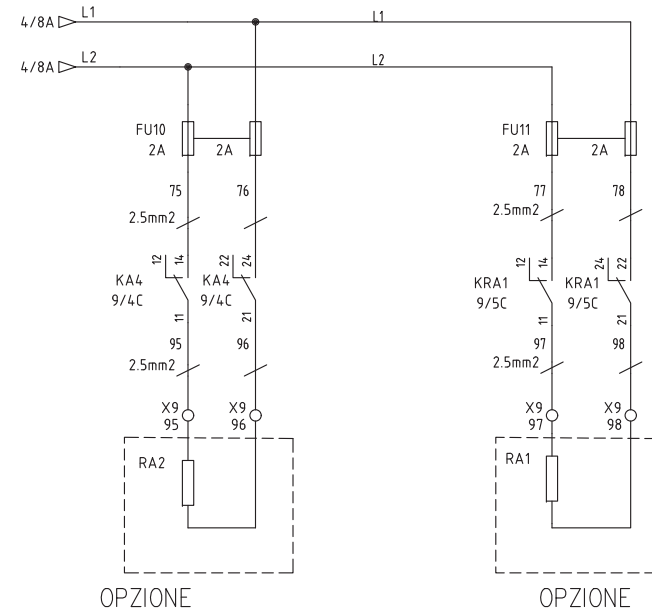 4/8A L1 L1
4/8A L2 L2
FU10 FU11
2A 2A 2A 2A
75 76 77 78
2.5mm2 2.5mm2
12 14 22 24 12 14 24 22
KA4 KA4 KRA1 KRA1
9/4C 9/4C 9/5C 9/5C
11 21 11 21
95 96 97 98
2.5mm2 2.5mm2
X9 X9 X9 X9
95 96 97 98
RA2 RA1
OPZIONE OPZIONE